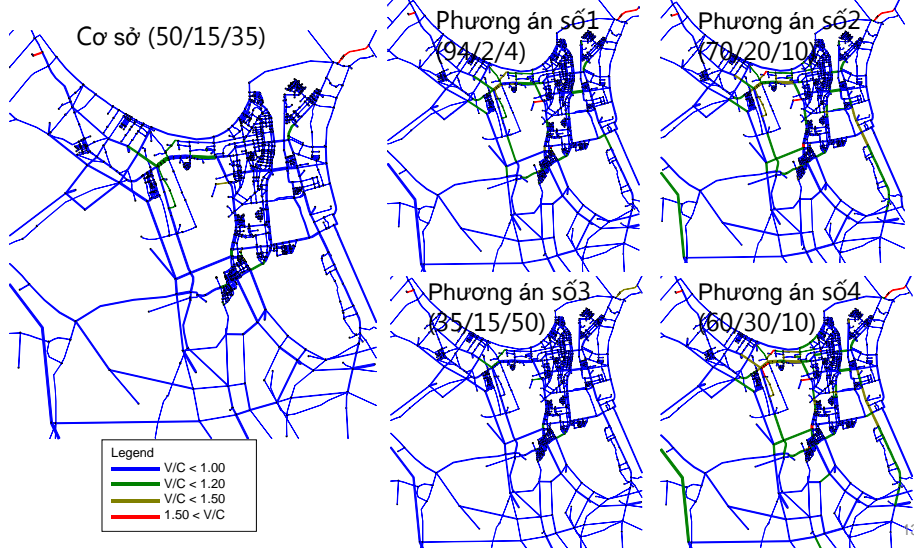 Cơ sở (50/15/35)
Phương án số1
(94/2/4)
Phương án số2
(70/20/10)
Phương án số3
(35/15/50)
Phương án số4
(60/30/10)
Legend
V/C < 1.00
V/C < 1.20
V/C < 1.50
1.50 < V/C